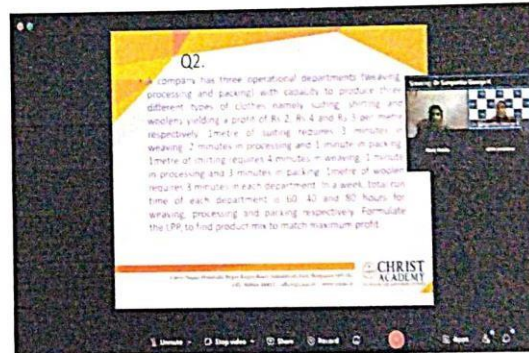 Q2.
A company has three operational departments (weaving,
processing and packing) with capacity to produce three
different types of clothes namely suiting, shirting and
woolens yielding a profit of Rs 2, Rs 4 and Rs 3 per metre
respectively. 1metre of suiting requires 3 minutes in
weaving, 2 minutes in processing and 1 minute in packing.
1metre of shirting requires 4 minutes in weaving, 1 minute
in processing and 3 minutes in packing. 1metre of woolen
requires 3 minutes in each department. In a week, total run
time of each department is 60, 40 and 80 hours for
weaving, processing and packing respectively. Formulate
the LPP, to find product mix to match maximum profit
CHRIST
ACADEMY
Unmute
Stop video
Share
Record
Apps